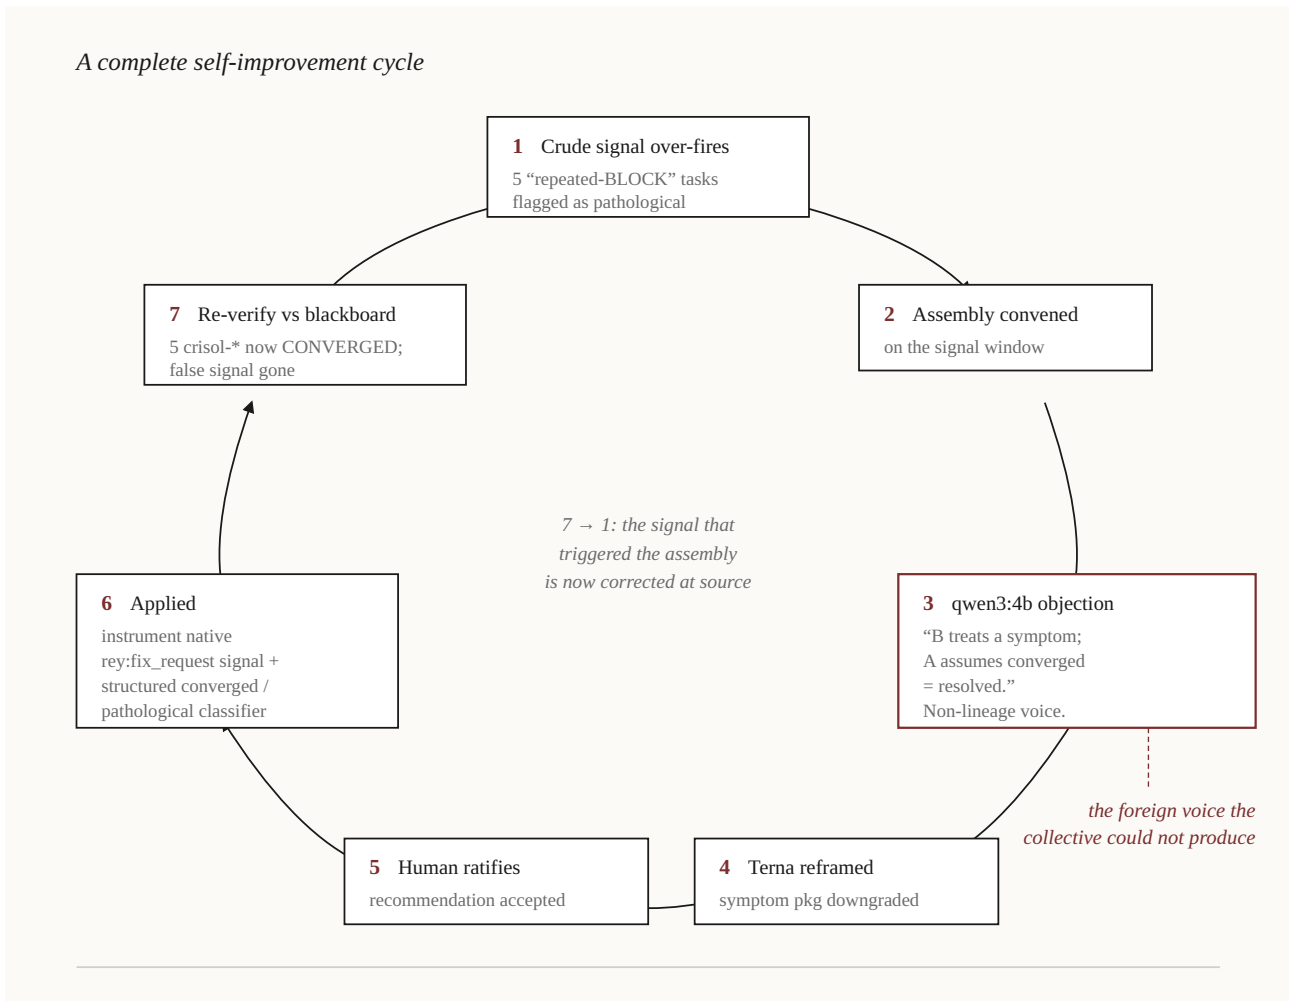 A complete self-improvement cycle
1 Crude signal over-fires
5 “repeated-BLOCK” tasks
flagged as pathological
2 Assembly convened
on the signal window
3 qwen3:4b objection
“B treats a symptom;
A assumes converged
= resolved.”
Non-lineage voice.
the foreign voice the
collective could not produce
4 Terna reframed
symptom pkg downgraded
5 Human ratifies
recommendation accepted
6 Applied
instrument native
rey:fix_request signal +
structured converged /
pathological classifier
7 Re-verify vs blackboard
5 crisol-* now CONVERGED;
false signal gone
7 → 1: the signal that
triggered the assembly
is now corrected at source